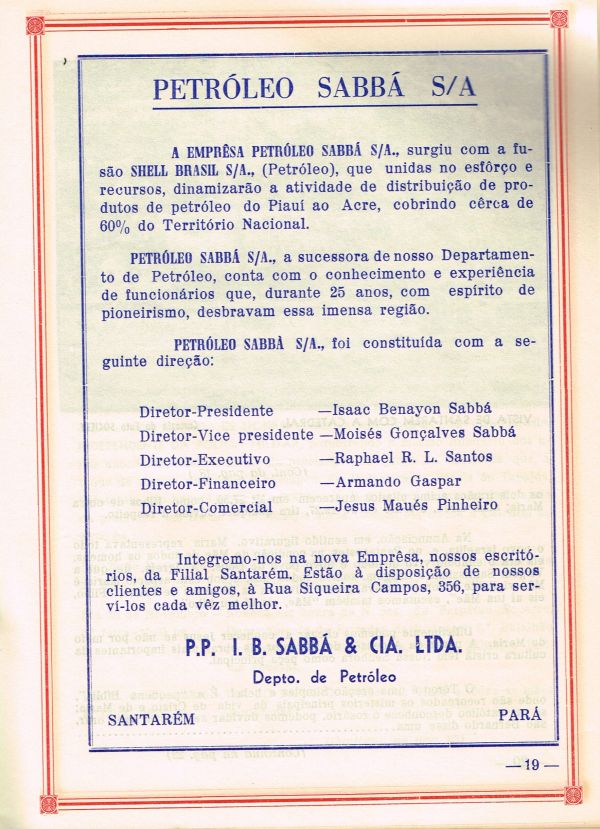 PETRÓLEO SABBÁ S/A
A EMPRÊSA PETRÓLEO SABBÁ S/A., surgiu com a fu-
são SHELL BRASIL S/A., (Petróleo), que unidas no esfôrço e
recursos, dinamizarão a atividade de distribuição de pro-
dutos de petróleo do Piauí ao Acre, cobrindo cêrca de
60% do Território Nacional.
PETRÓLEO SABBÁ S/A., a sucessora de nosso Departamen-
to de Petróleo, conta com o conhecimento e experiência
de funcionários que, durante 25 anos, com espírito de
pioneirismo, desbravam essa imensa região.
PETRÓLEO SABBÁ S/A., foi constituída com a se-
guinte direção:
Diretor-Presidente —Isaac Benayon Sabbá
Diretor-Vice presidente —Moisés Gonçalves Sabbá
Diretor-Executivo —Raphael R. L. Santos
Diretor-Financeiro —Armando Gaspar
Diretor-Comercial —Jesus Maués Pinheiro
Integremo-nos na nova Emprêsa, nossos escritó-
rios, da Filial Santarém. Estão à disposição de nossos
clientes e amigos, à Rua Siqueira Campos, 356, para ser-
ví-los cada vêz melhor.
P.P. I. B. SABBÁ & CIA. LTDA.
Depto. de Petróleo
SANTARÉM PARÁ
—19—